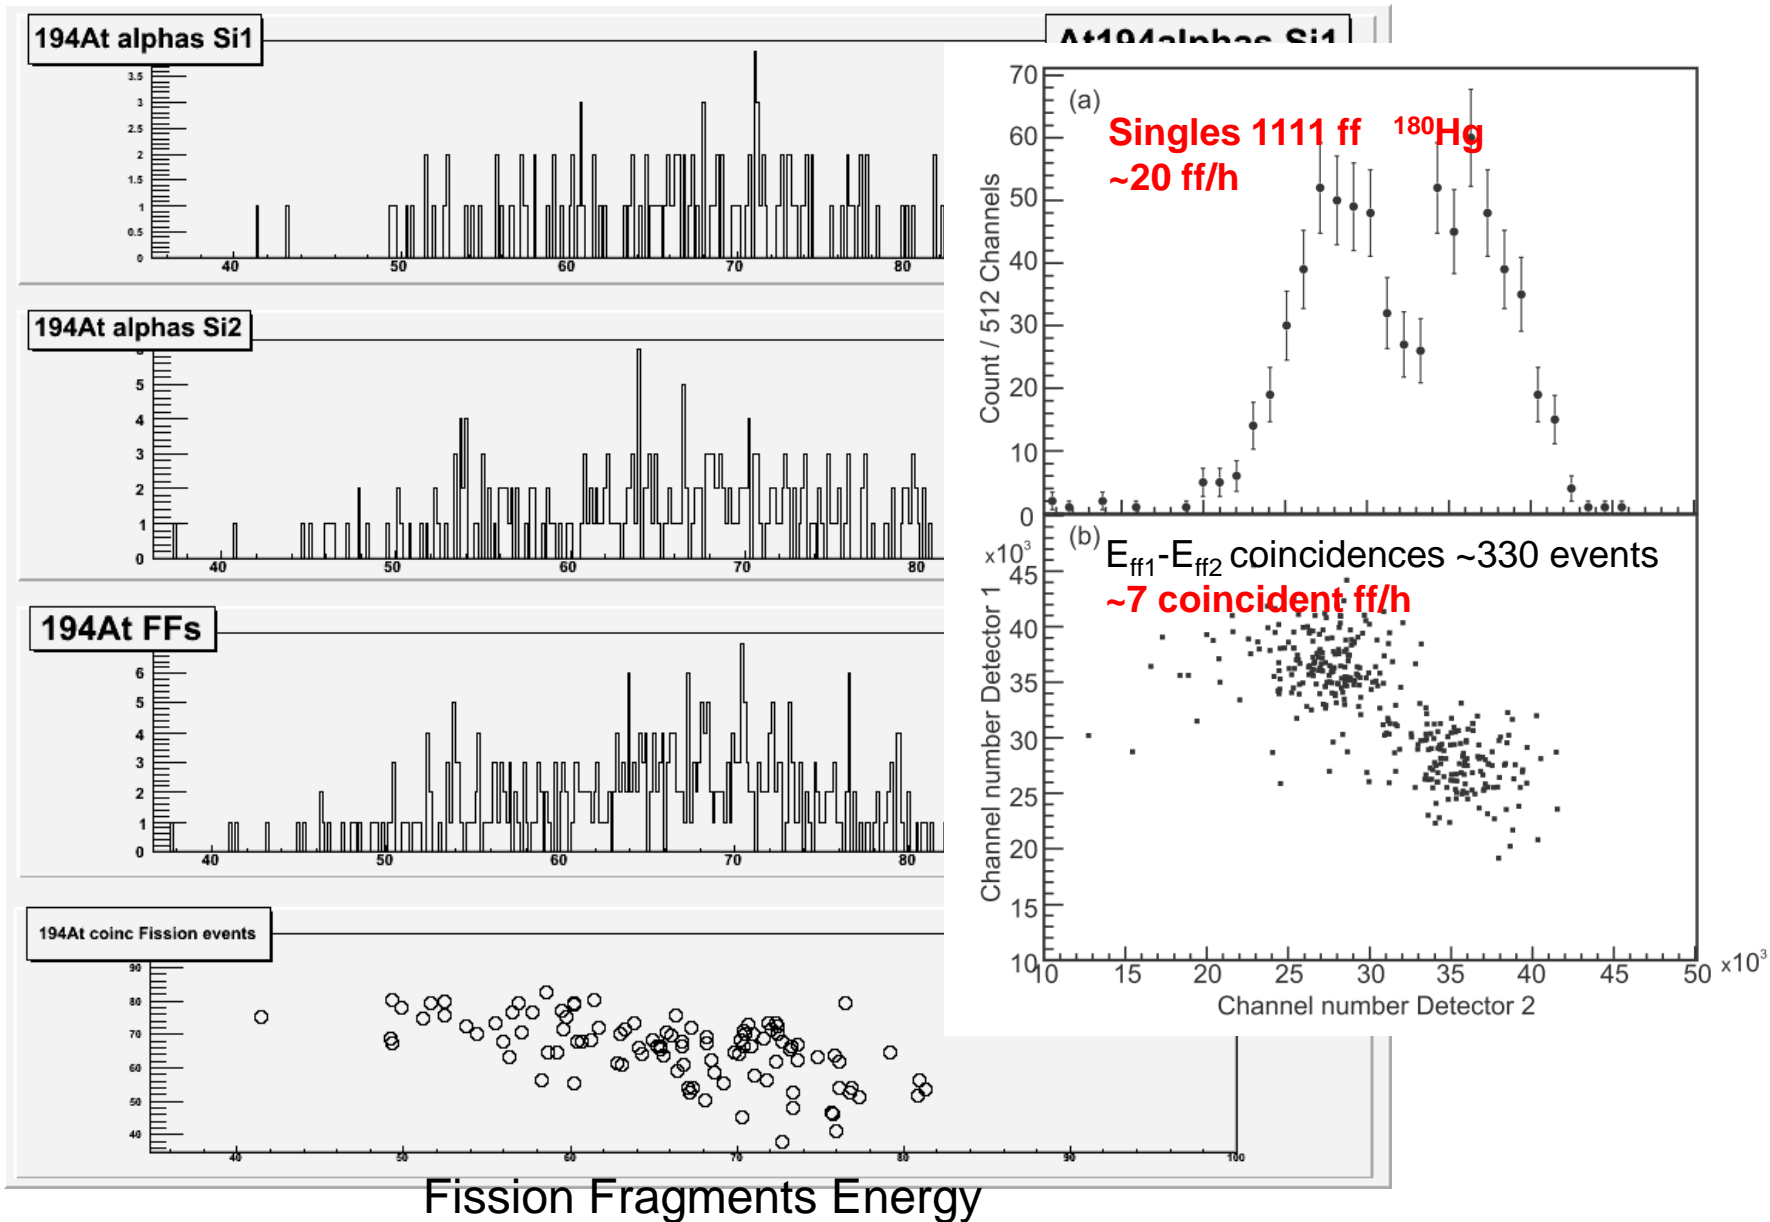 194At alphas Si1
At194alphas Si1
3.5
3
2.5
2
1.5
1
0.5
0
40 50 60 70 80
194At alphas Si2
5
4
3
2
1
0
40 50 60 70 80
194At FFs
6
5
4
3
2
1
0
40 50 60 70 80
194At coinc Fission events
90
80
70
60
50
40
40 50 60 70 80 90 100
Fission Fragments Energy
(a)
Singles 1111 ff 180Hg
~20 ff/h
70
60
50
40
30
20
10
0
Count / 512 Channels
(b)
Eff1-Eff2 coincidences ~330 events
~7 coincident ff/h
x10³
45
40
35
30
25
20
15
10
Channel number Detector 1
10 15 20 25 30 35 40 45 50 x10³
Channel number Detector 2